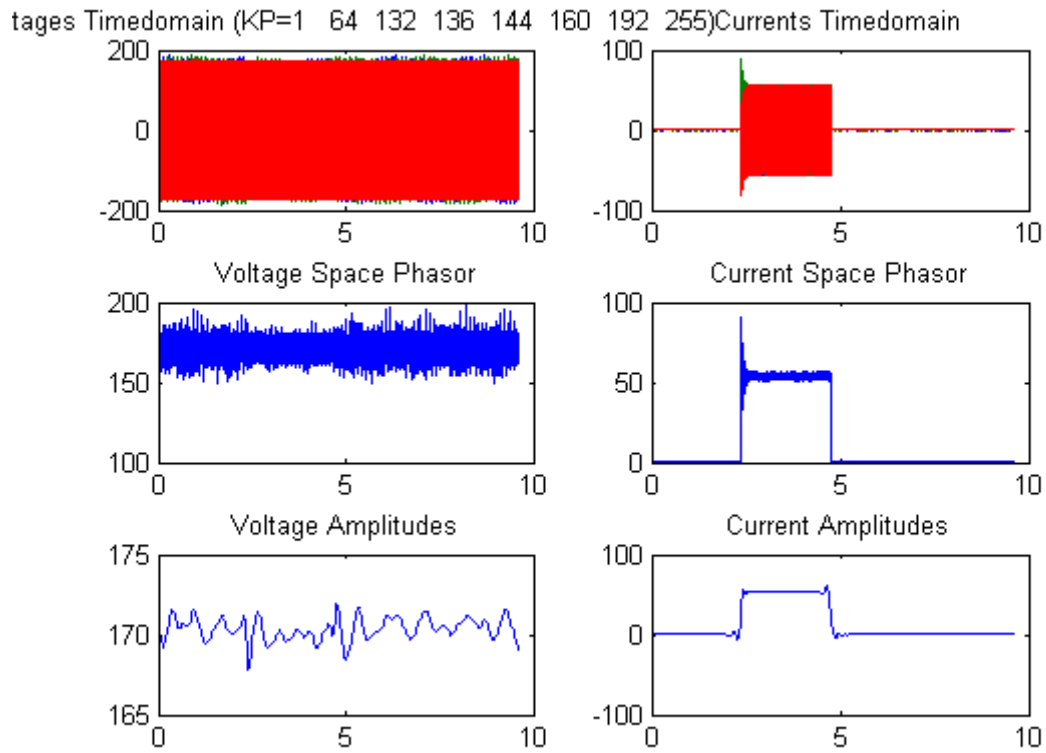 tages Timedomain (KP=1 64 132 136 144 160 192 255)Currents Timedomain
200
0
-200
0 5 10
100
0
-100
0 5 10
Voltage Space Phasor
200
150
100
0 5 10
Current Space Phasor
100
50
0
0 5 10
Voltage Amplitudes
175
170
165
0 5 10
Current Amplitudes
100
0
-100
0 5 10